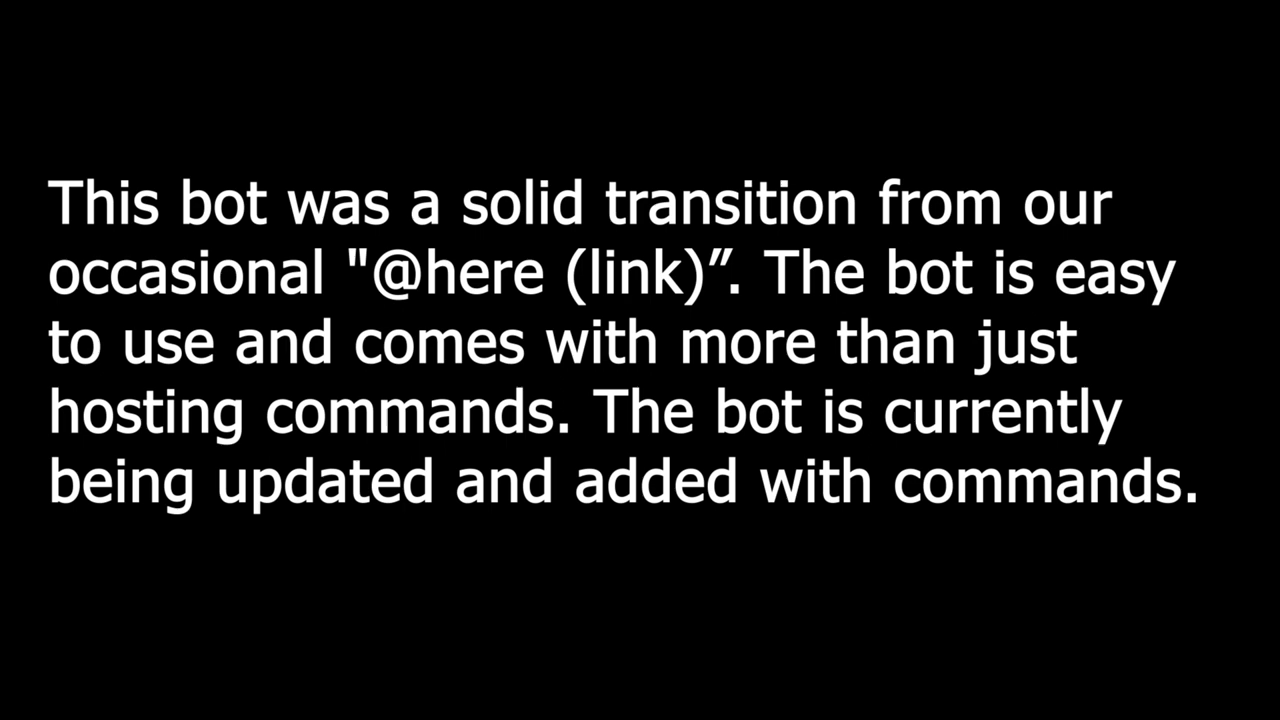 This bot was a solid transition from our
occasional "@here (link)”. The bot is easy
to use and comes with more than just
hosting commands. The bot is currently
being updated and added with commands.